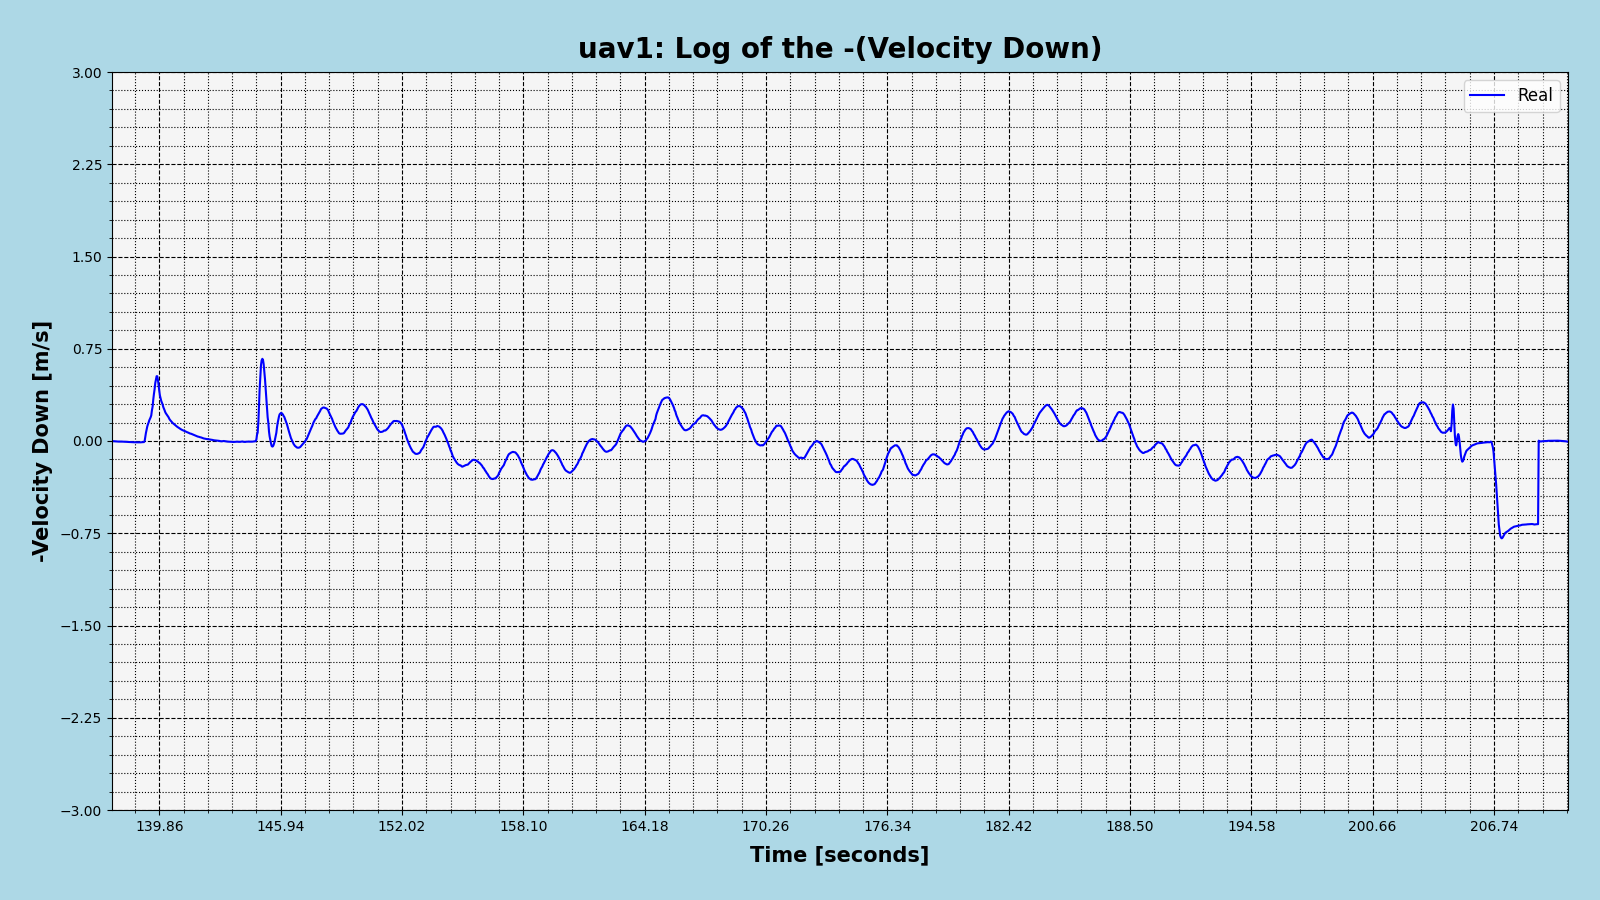 uav1: Log of the -(Velocity Down)
Real
-Velocity Down [m/s]
3.00
2.25
1.50
0.75
0.00
−0.75
−1.50
−2.25
−3.00
139.86 145.94 152.02 158.10 164.18 170.26 176.34 182.42 188.50 194.58 200.66 206.74
Time [seconds]